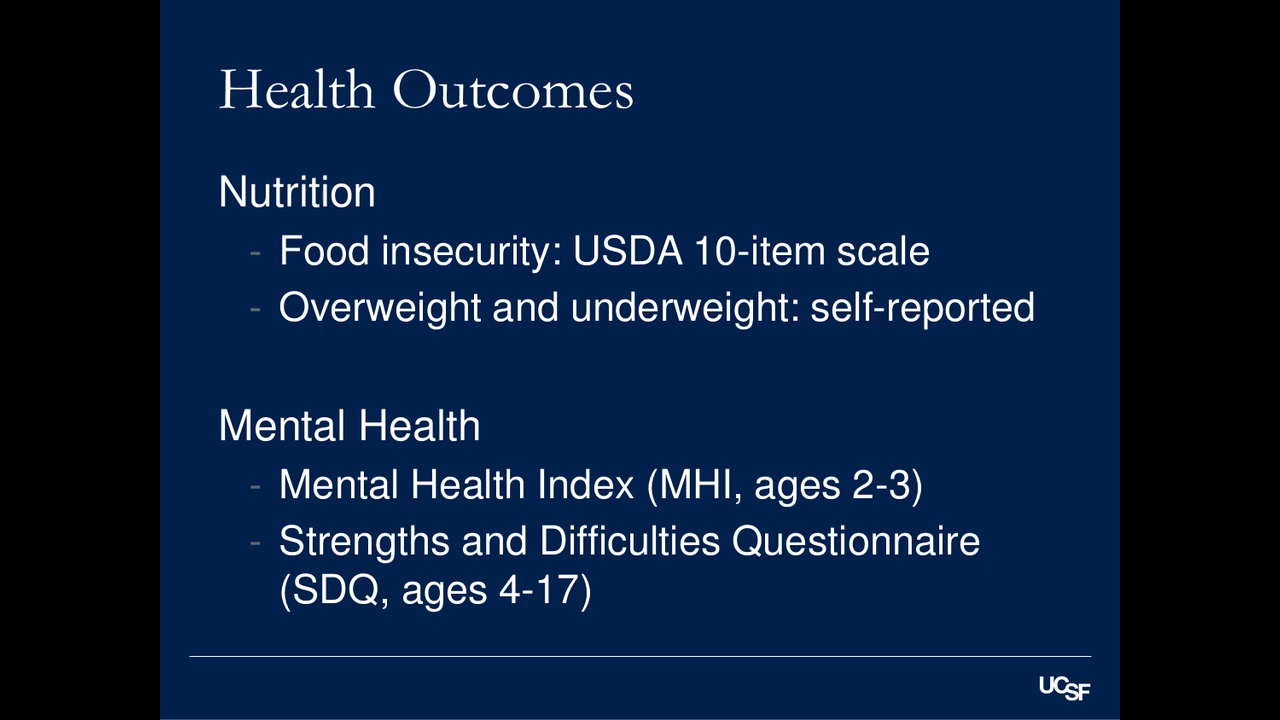 Health Outcomes
Nutrition
- Food insecurity: USDA 10-item scale
- Overweight and underweight: self-reported
Mental Health
- Mental Health Index (MHI, ages 2-3)
- Strengths and Difficulties Questionnaire
(SDQ, ages 4-17)
UCSF